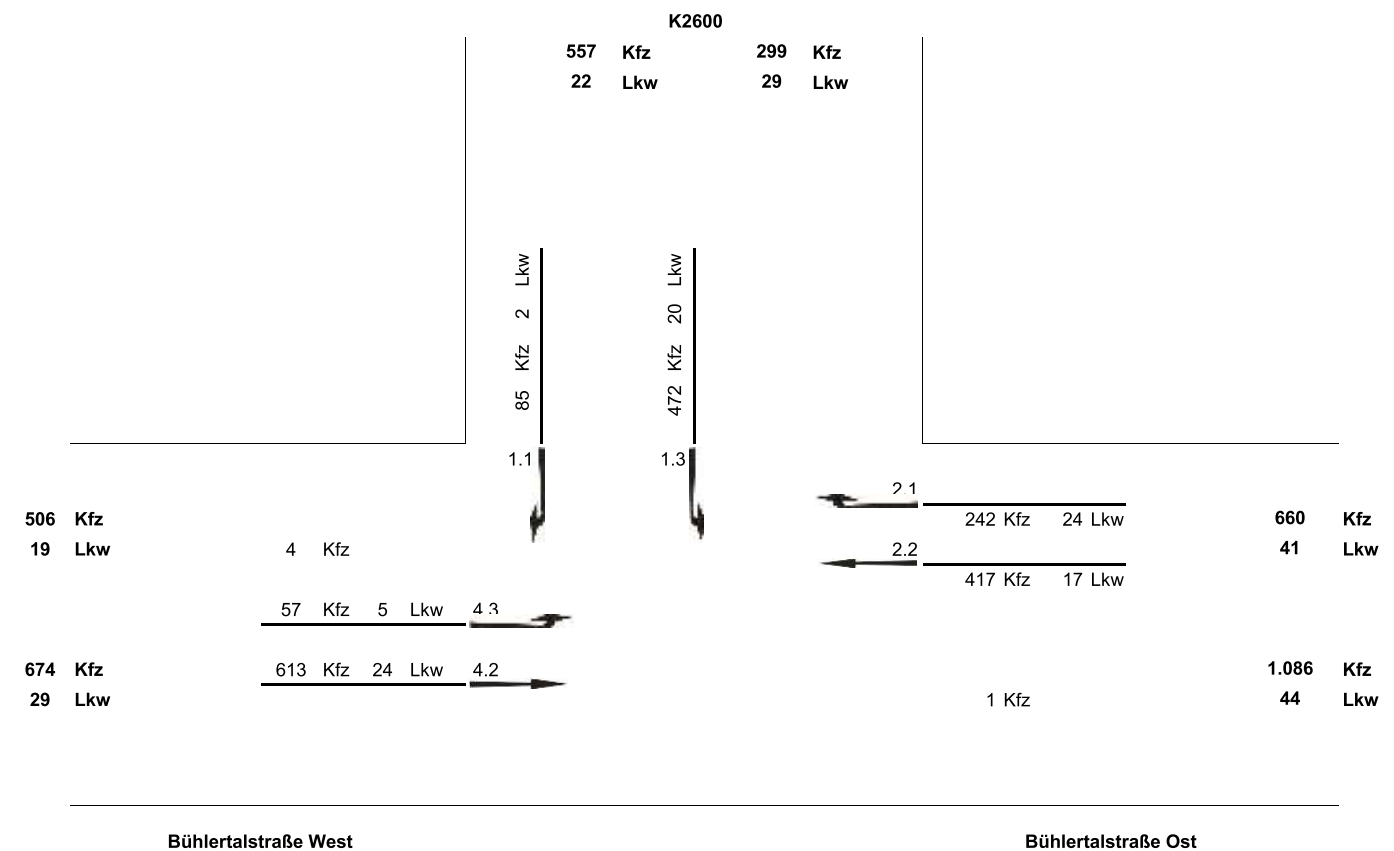 K2600
557 Kfz 299 Kfz
22 Lkw 29 Lkw
85 Kfz 2 Lkw
472 Kfz 20 Lkw
1.1 1.3
2.1
506 Kfz 242 Kfz 24 Lkw 660 Kfz
19 Lkw 4 Kfz 2.2 41 Lkw
417 Kfz 17 Lkw
57 Kfz 5 Lkw 4.3
674 Kfz 613 Kfz 24 Lkw 4.2 1.086 Kfz
29 Lkw 1 Kfz 44 Lkw
Bühlertalstraße West Bühlertalstraße Ost